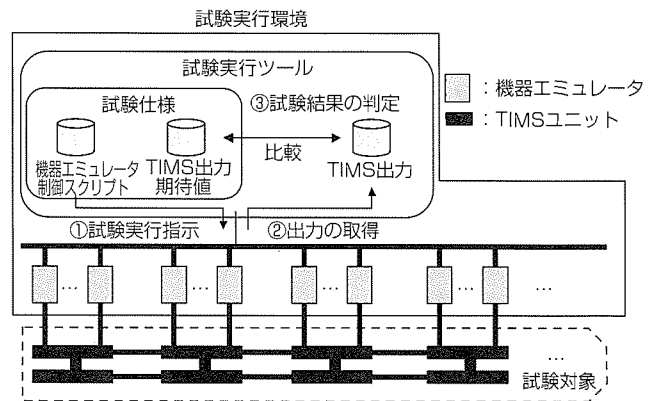 試験実行環境
試験実行ツール
試験仕様
③試験結果の判定
比較
機器エミュレータ
制御スクリプト
TIMS出力
期待値
TIMS出力
:機器エミュレータ
:TIMSユニット
①試験実行指示
②出力の取得
... ... ... ... ...
...
試験対象